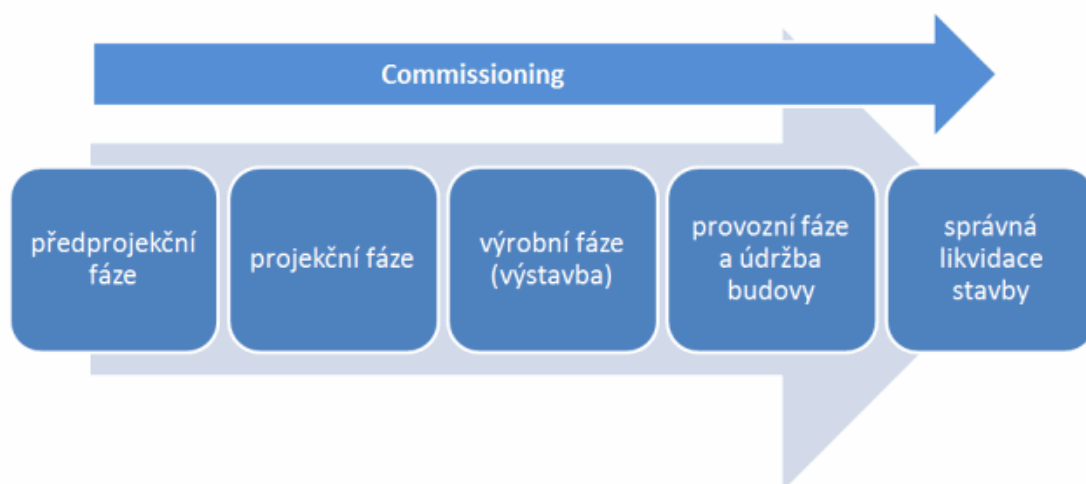 Commissioning
předprojekční
fáze
projekční fáze
výrobní fáze
(výstavba)
provozní fáze
a údržba
budovy
správná
likvidace
stavby